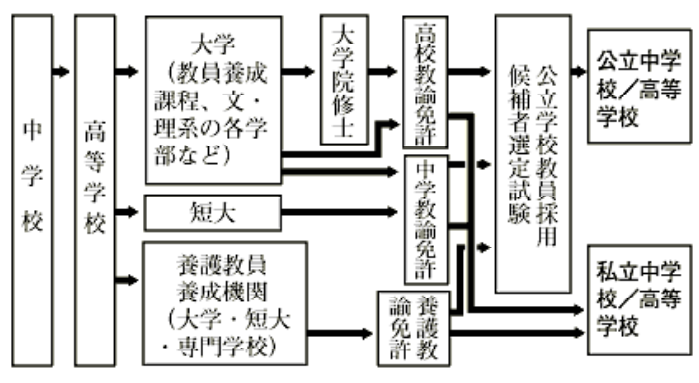 中学校
高等学校
大学
（教員養成
課程、文・
理系の各学
部など）
大学院修士
高校教諭免許
公立学校教員採用
候補者選定試験
公立中学
校／高等
学校
中学教諭免許
短大
養護教員
養成機関
（大学・短大
・専門学校）
養護教
諭免許
私立中学
校／高等
学校